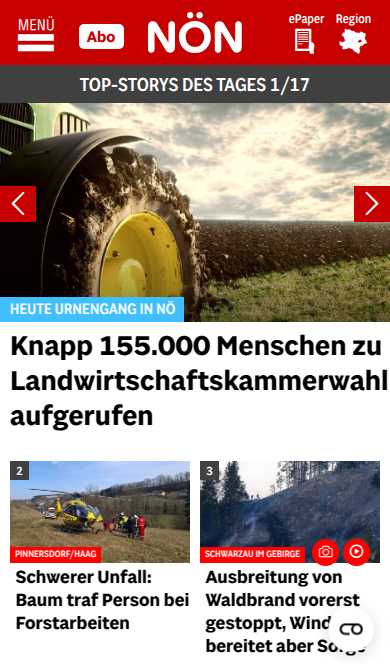 MENÜ
Abo
NÖN
ePaper
Region
TOP-STORYS DES TAGES 1/17
HEUTE URNENGANG IN NÖ
Knapp 155.000 Menschen zu
Landwirtschaftskammerwahl
aufgerufen
2
PINNERSDORF/HAAG
Schwerer Unfall:
Baum traf Person bei
Forstarbeiten
3
SCHWARZAU IM GEBIRGE
Ausbreitung von
Waldbrand vorerst
gestoppt, Wind
bereitet aber Sorge